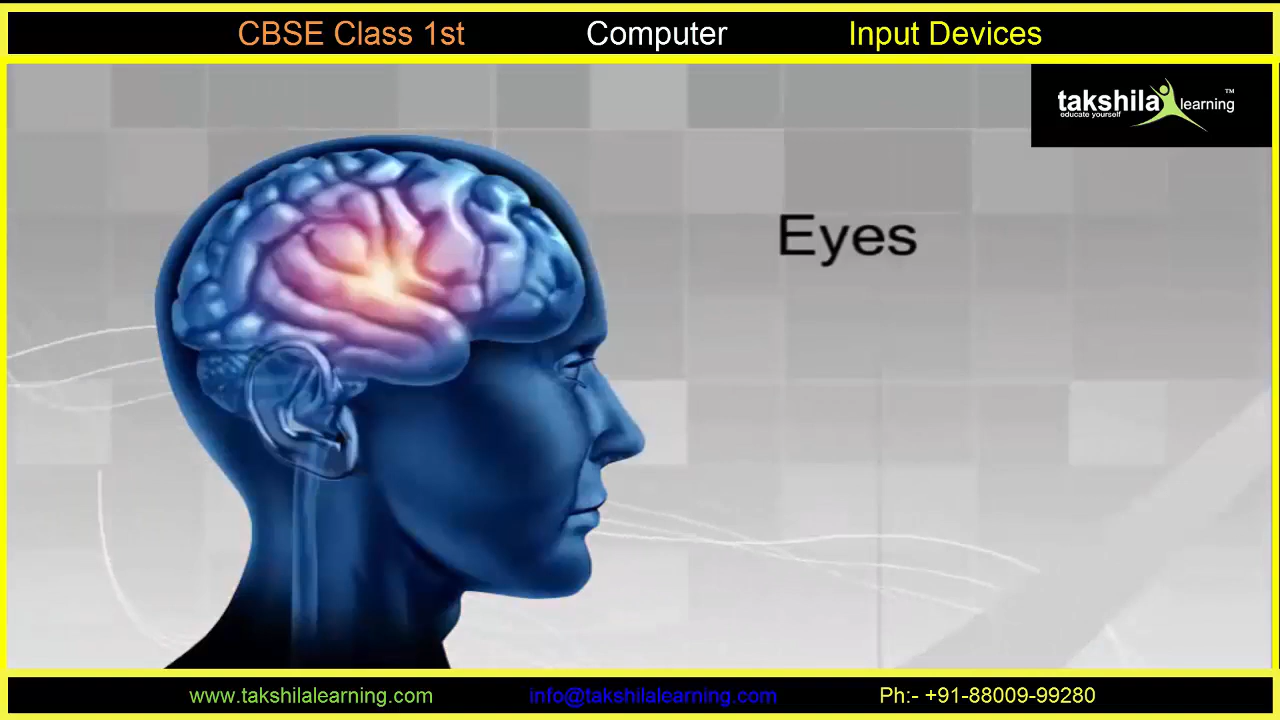 CBSE Class 1st Computer Input Devices
takshila learning TM
educate yourself
Eyes
www.takshilalearning.com info@takshilalearning.com Ph:- +91-88009-99280